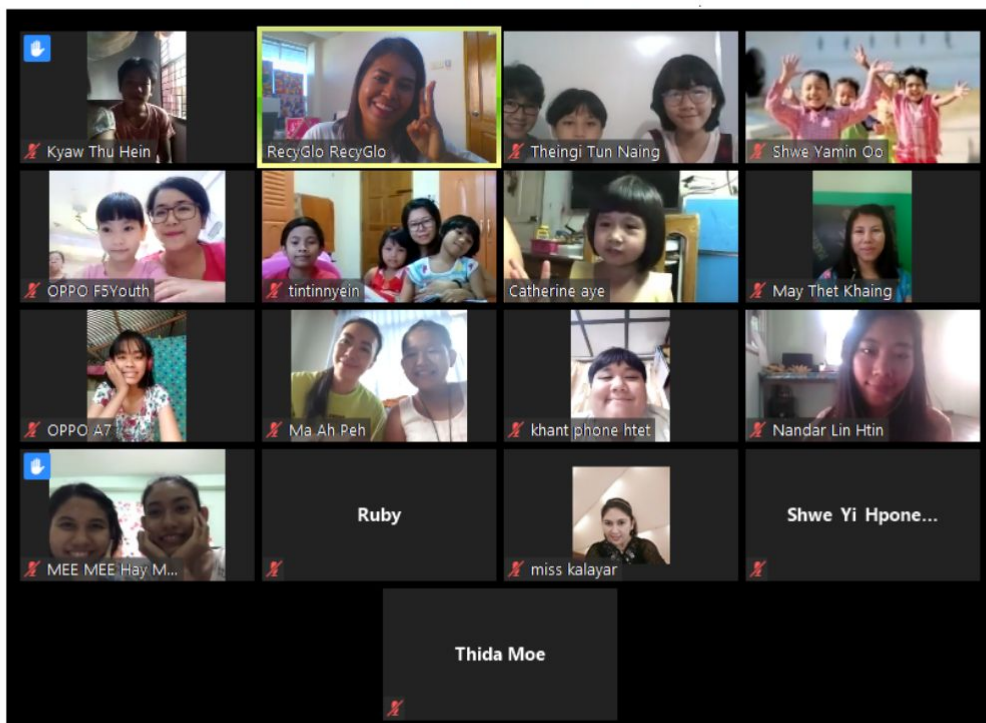 Kyaw Thu Hein
RecyGlo RecyGlo
Theingi Tun Naing
Shwe Yamin Oo
OPPO F5Youth
tintinnyein
Catherine aye
May Thet Khaing
OPPO A7
Ma Ah Peh
khant phone htet
Nandar Lin Htin
MEE MEE Hay M...
Ruby
miss kalayar
Shwe Yi Hpone...
Thida Moe